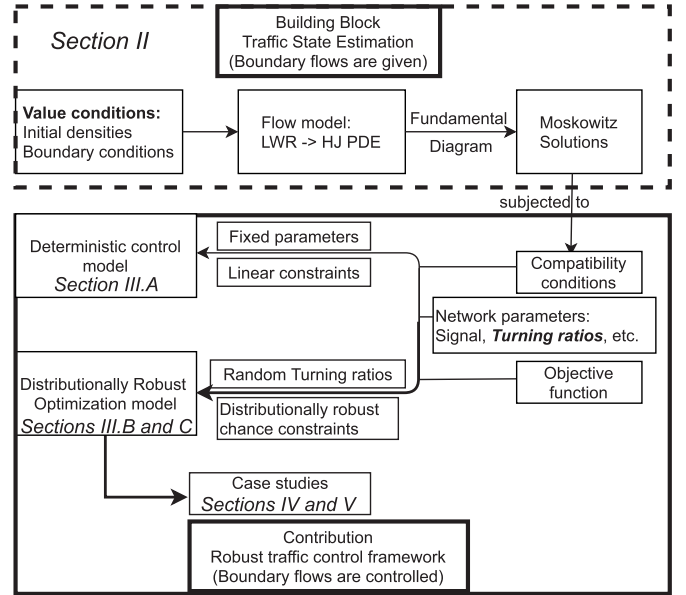 Section II
Building Block
Traffic State Estimation
(Boundary flows are given)
Value conditions:
Initial densities
Boundary conditions
Flow model:
LWR -> HJ PDE
Fundamental
Diagram
Moskowitz
Solutions
subjected to
Deterministic control
model
Section III.A
Fixed parameters
Linear constraints
Compatibility
conditions
Network parameters:
Signal, Turning ratios, etc.
Distributionally Robust
Optimization model
Sections III.B and C
Random Turning ratios
Distributionally robust
chance constraints
Objective
function
Case studies
Sections IV and V
Contribution
Robust traffic control framework
(Boundary flows are controlled)